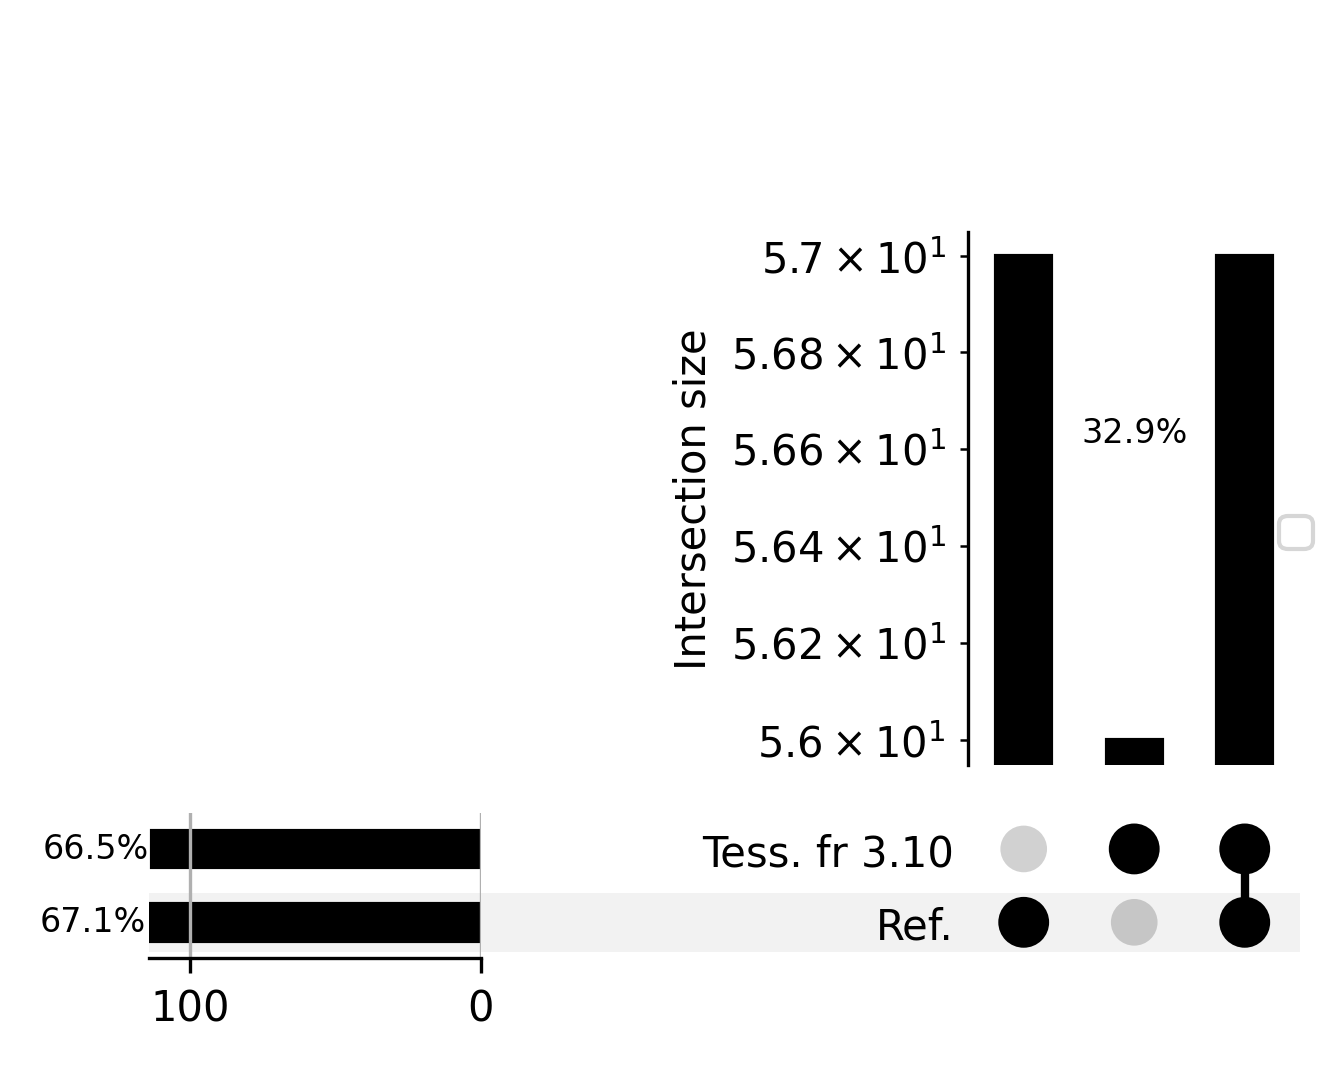 Intersection size
5.7 × 10¹
5.68 × 10¹
5.66 × 10¹
5.64 × 10¹
5.62 × 10¹
5.6 × 10¹
32.9%
66.5%
Tess. fr 3.10
67.1%
Ref.
100
0